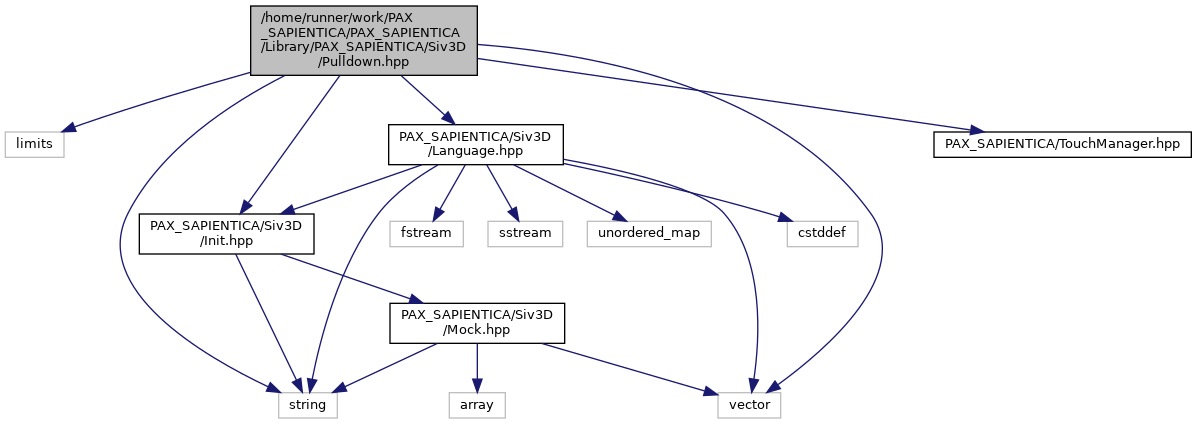 /home/runner/work/PAX
_SAPIENTICA/PAX_SAPIENTICA
/Library/PAX_SAPIENTICA/Siv3D
/Pulldown.hpp
limits
PAX_SAPIENTICA/Siv3D
/Language.hpp
PAX_SAPIENTICA/TouchManager.hpp
PAX_SAPIENTICA/Siv3D
/Init.hpp
fstream
sstream
unordered_map
cstddef
PAX_SAPIENTICA/Siv3D
/Mock.hpp
string
array
vector